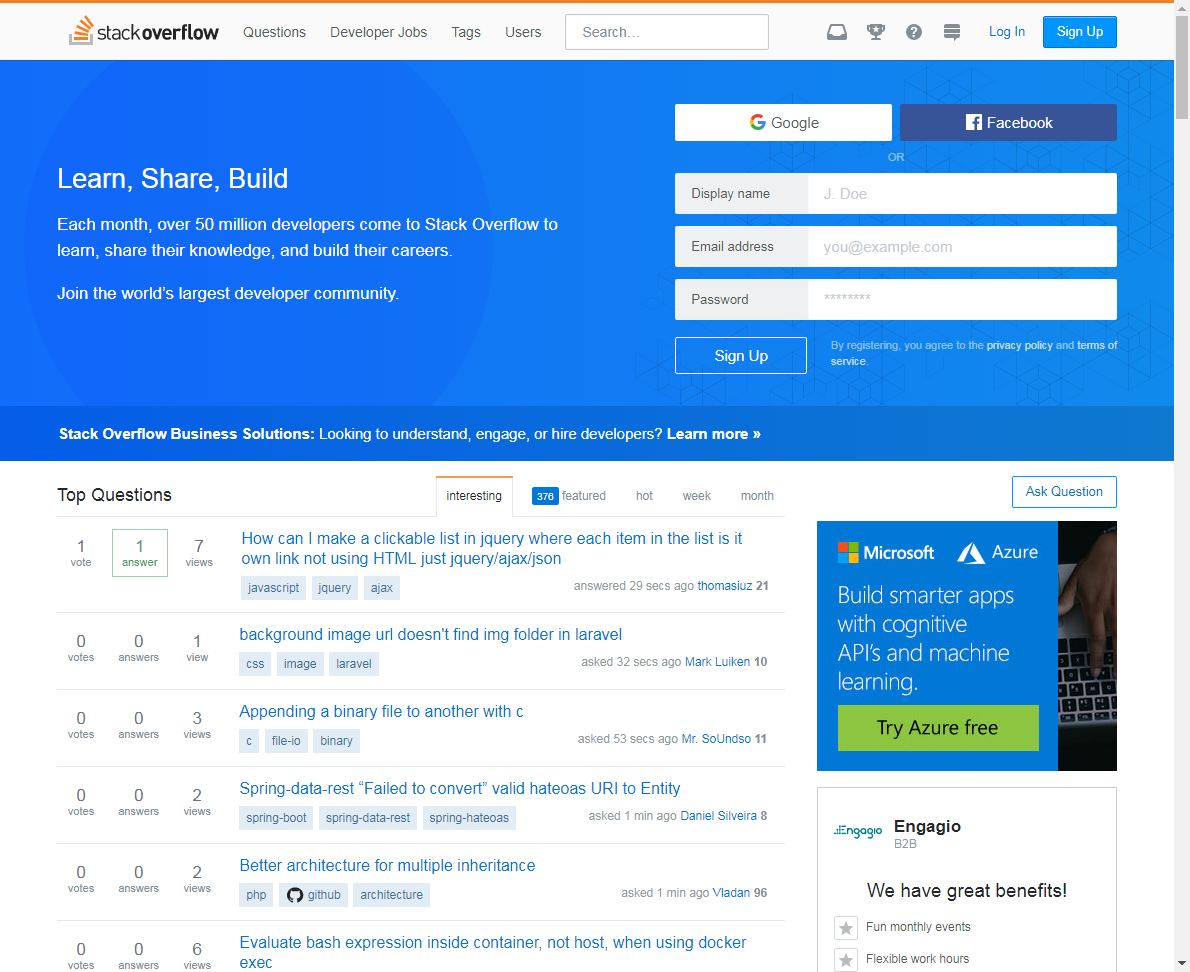 stackoverflow Questions Developer Jobs Tags Users Search... Log In Sign Up
Google Facebook
OR
Learn, Share, Build
Each month, over 50 million developers come to Stack Overflow to
learn, share their knowledge, and build their careers.
Join the world's largest developer community.
Display name J. Doe
Email address you@example.com
Password ********
Sign Up
By registering, you agree to the privacy policy and terms of
service.
Stack Overflow Business Solutions: Looking to understand, engage, or hire developers? Learn more »
Top Questions
interesting 376 featured hot week month
Ask Question
1 vote 1 answer 7 views
How can I make a clickable list in jquery where each item in the list is it
own link not using HTML just jquery/ajax/json
javascript jquery ajax
answered 29 secs ago thomasiuz 21
0 votes 0 answers 1 view
background image url doesn't find img folder in laravel
css image laravel
asked 32 secs ago Mark Luiken 10
0 votes 0 answers 3 views
Appending a binary file to another with c
c file-io binary
asked 53 secs ago Mr. SoUndso 11
0 votes 0 answers 2 views
Spring-data-rest “Failed to convert” valid hateoas URI to Entity
spring-boot spring-data-rest spring-hateoas
asked 1 min ago Daniel Silveira 8
0 votes 0 answers 2 views
Better architecture for multiple inheritance
php github architecture
asked 1 min ago Vladan 96
0 votes 0 answers 6 views
Evaluate bash expression inside container, not host, when using docker
exec
Microsoft Azure
Build smarter apps
with cognitive
API's and machine
learning.
Try Azure free
Engagio Engagio
B2B
We have great benefits!
Fun monthly events
Flexible work hours